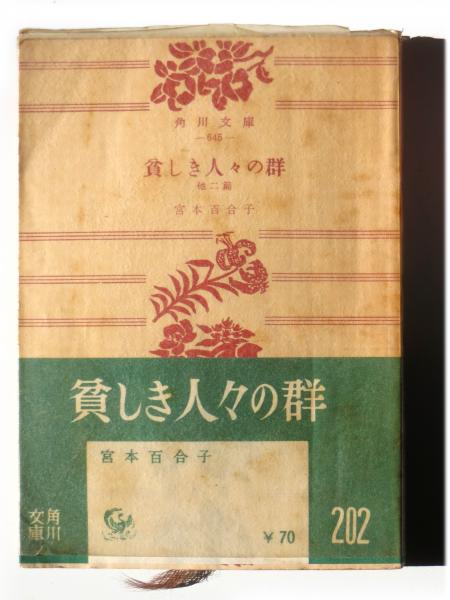 角川文庫
—645—
貧しき人々の群
他二篇
宮本百合子
貧しき人々の群
宮本百合子
¥70
角川
文庫
202